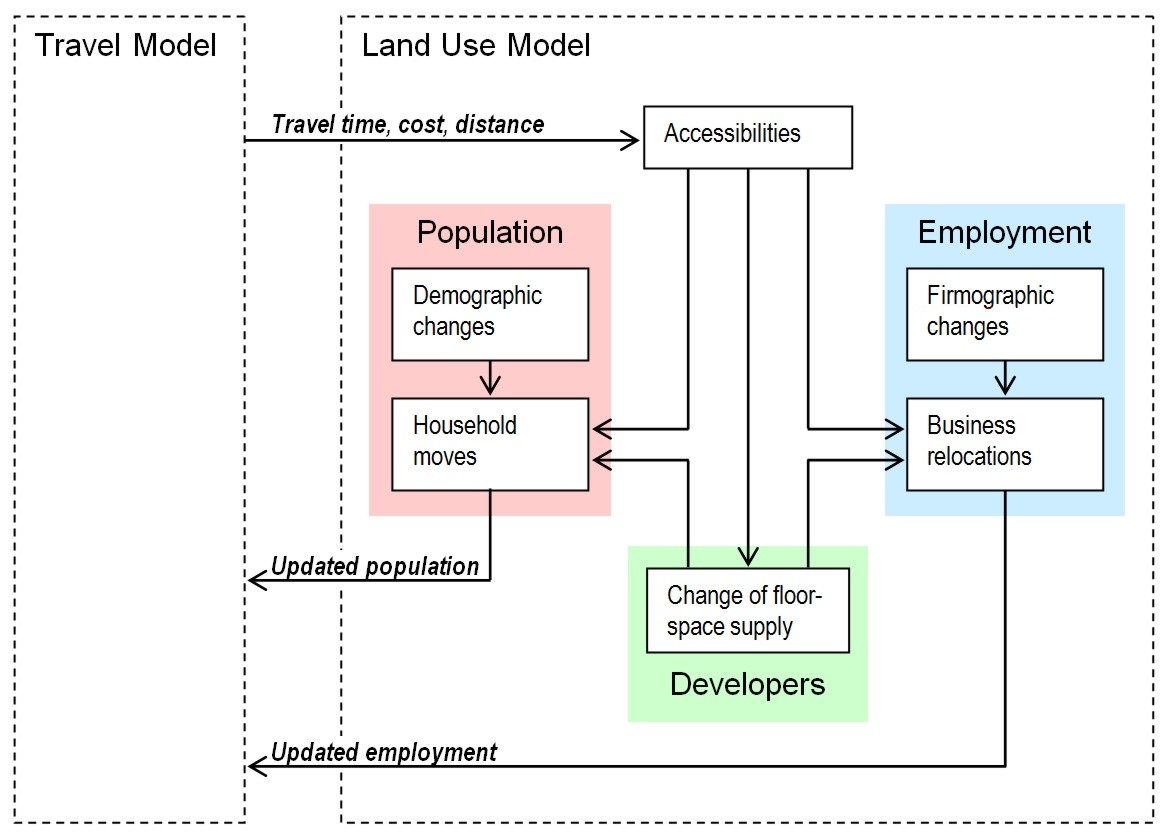 Travel Model
Land Use Model
Travel time, cost, distance
Accessibilities
Population
Employment
Demographic
changes
Firmographic
changes
Household
moves
Business
relocations
Updated population
Change of floor-
space supply
Developers
Updated employment